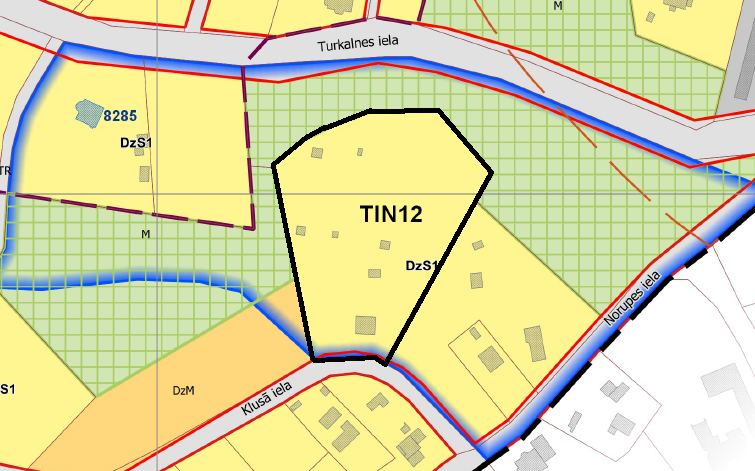 M
Turkalnes iela
8285
DzS1
TR
TIN12
M
DzS1
Norupes iela
S1
DzM
Klusā iela